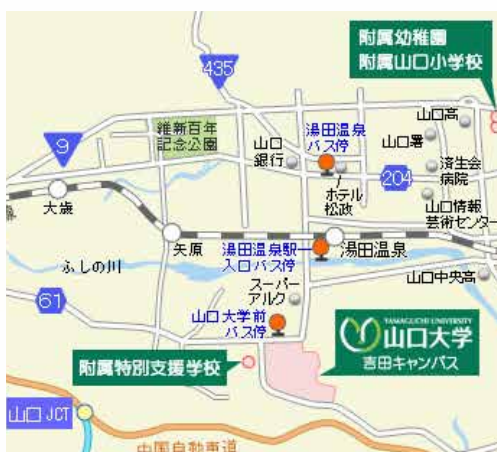 附属幼稚園
附属山口小学校
435
9
維新百年
記念公園
山口
銀行
湯田温泉
バス停
山口高
山口署
済生会
病院
204
ホテル
松政
山口情報
芸術センター
大歳
矢原
湯田温泉駅
入口バス停
湯田温泉
ふしの川
山口中央高
61
スーパー
アルク
山口大学前
バス停
YAMAGUCHI UNIVERSITY
山口大学
吉田キャンパス
附属特別支援学校
山口 JCT
中国自動車道